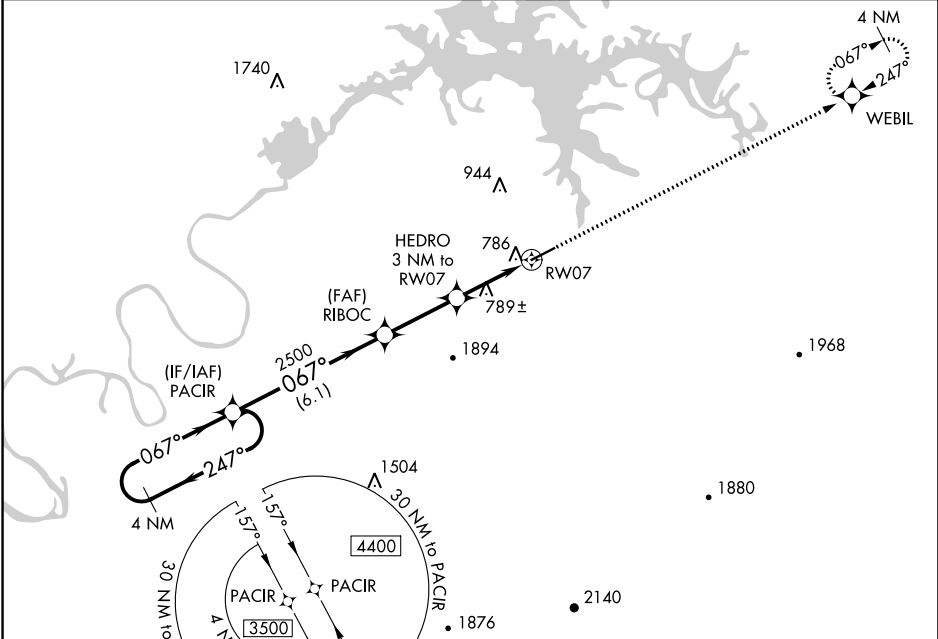 4 NM
067°
247°
WEBIL
1740
944
HEDRO
3 NM to
RW07
786
RW07
789±
(FAF)
RIBOC
1894
1968
2500
067°
(6.1)
(IF/IAF)
PACIR
067°
247°
4 NM
1504
1880
157°
157°
30 NM to PACIR
4400
30 NM to
PACIR
PACIR
4 N
3500
2140
1876